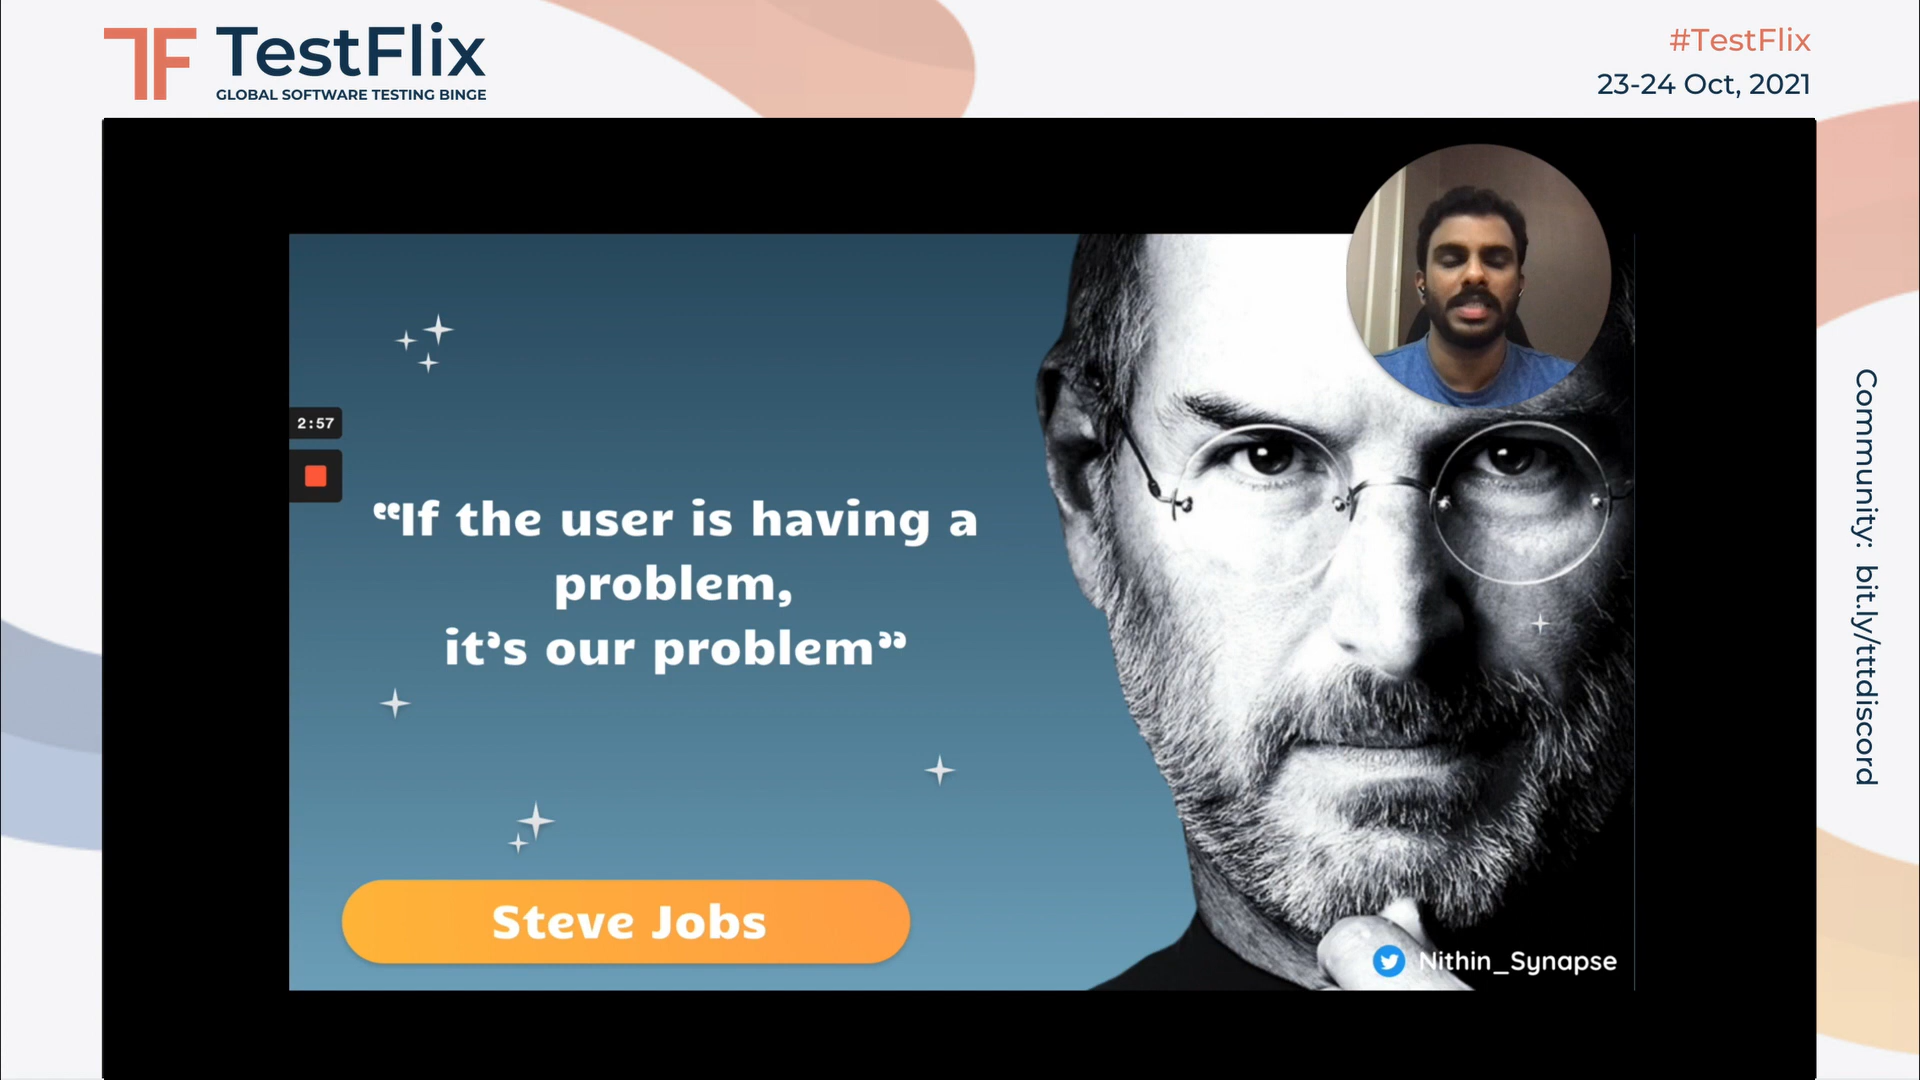 TF TestFlix
GLOBAL SOFTWARE TESTING BINGE
#TestFlix
23-24 Oct, 2021
2:57
“If the user is having a
problem,
it’s our problem”
Steve Jobs
Nithin_Synapse
Community: bit.ly/tttdiscord